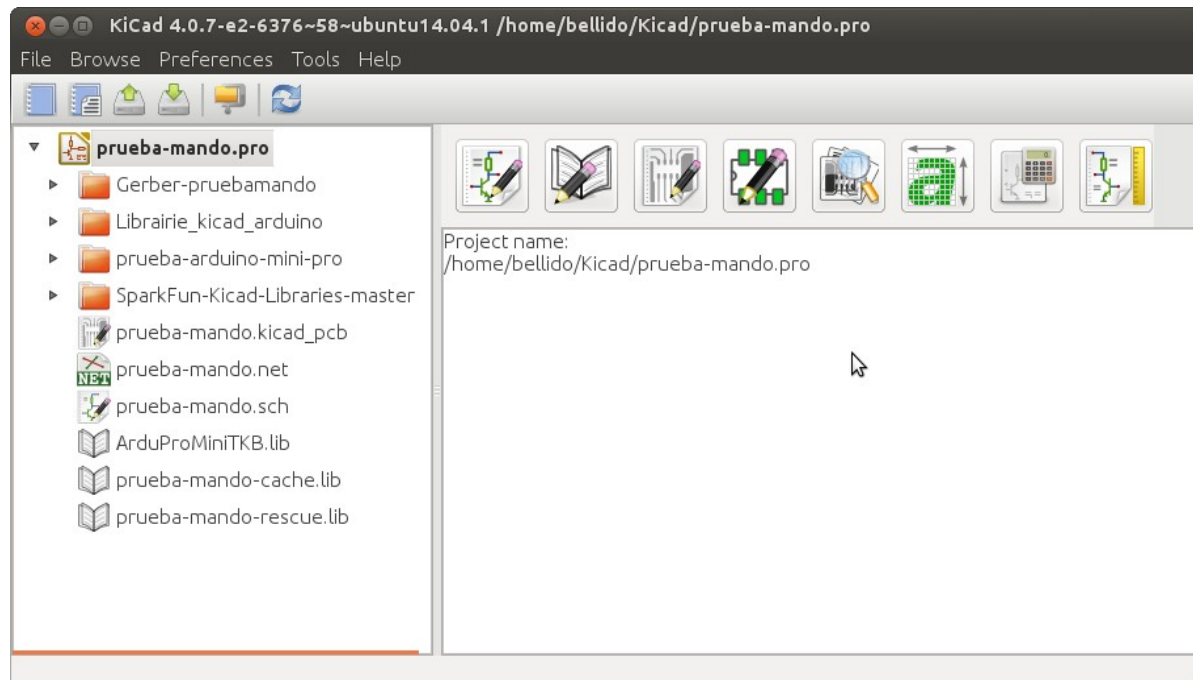 KiCad 4.0.7-e2-6376~58~ubuntu14.04.1 /home/bellido/Kicad/prueba-mando.pro
File Browse Preferences Tools Help
prueba-mando.pro
Gerber-pruebamando
Librairie_kicad_arduino
prueba-arduino-mini-pro
SparkFun-Kicad-Libraries-master
prueba-mando.kicad_pcb
NET
prueba-mando.net
prueba-mando.sch
ArduProMiniTKB.lib
prueba-mando-cache.lib
prueba-mando-rescue.lib
a
Project name:
/home/bellido/Kicad/prueba-mando.pro